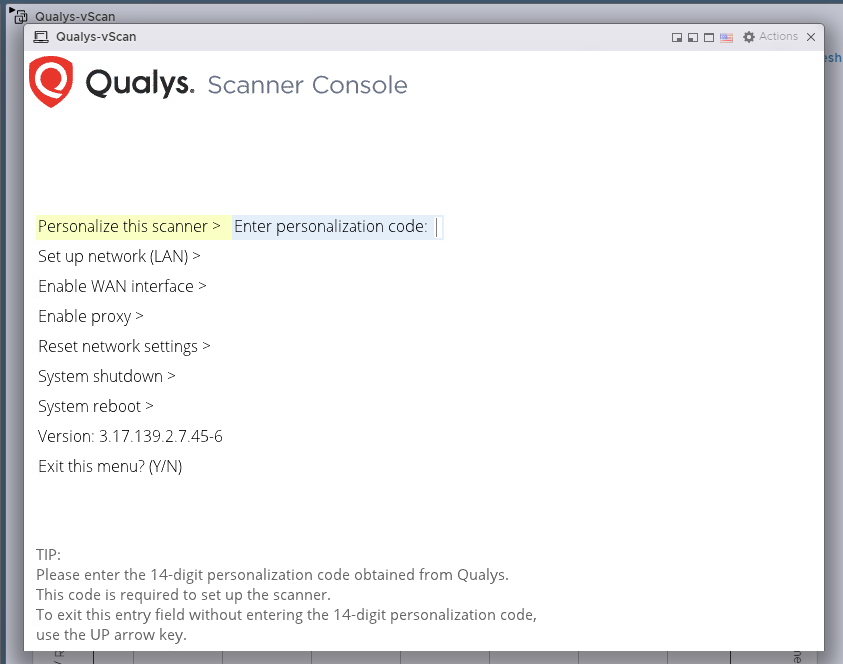 Qualys-vScan
Qualys-vScan
Actions
esh
Qualys. Scanner Console
Personalize this scanner > Enter personalization code:
Set up network (LAN) >
Enable WAN interface >
Enable proxy >
Reset network settings >
System shutdown >
System reboot >
Version: 3.17.139.2.7.45-6
Exit this menu? (Y/N)
TIP:
Please enter the 14-digit personalization code obtained from Qualys.
This code is required to set up the scanner.
To exit this entry field without entering the 14-digit personalization code,
use the UP arrow key.